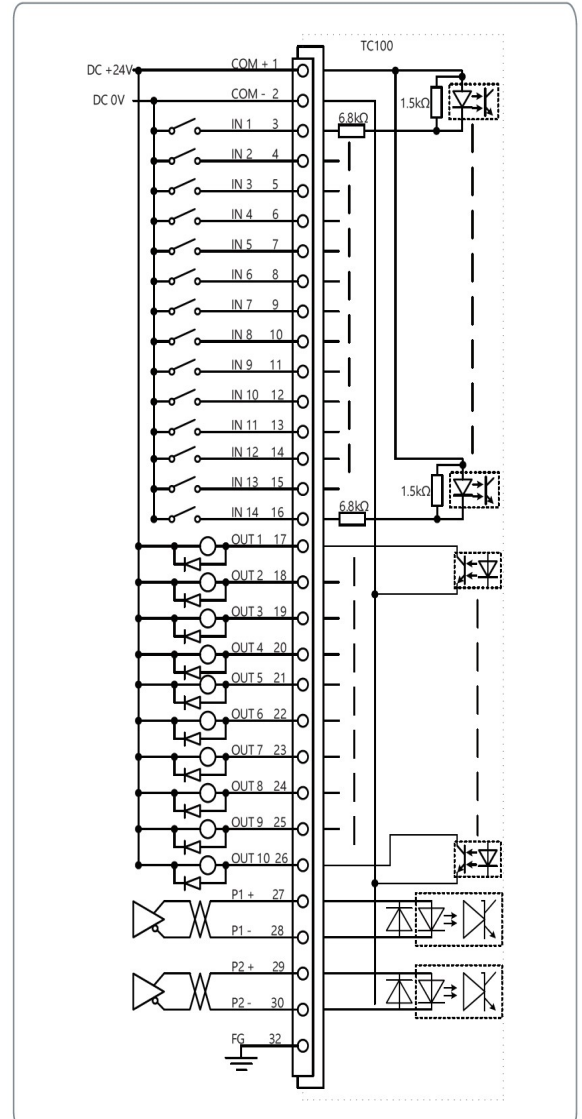 TC100
DC +24V COM + 1
DC 0V COM - 2
1.5kΩ
IN 1 3 6.8kΩ
IN 2 4
IN 3 5
IN 4 6
IN 5 7
IN 6 8
IN 7 9
IN 8 10
IN 9 11
IN 10 12
IN 11 13
IN 12 14
IN 13 15
1.5kΩ
IN 14 16 6.8kΩ
OUT 1 17
OUT 2 18
OUT 3 19
OUT 4 20
OUT 5 21
OUT 6 22
OUT 7 23
OUT 8 24
OUT 9 25
OUT 10 26
P1 + 27
P1 - 28
P2 + 29
P2 - 30
FG 32